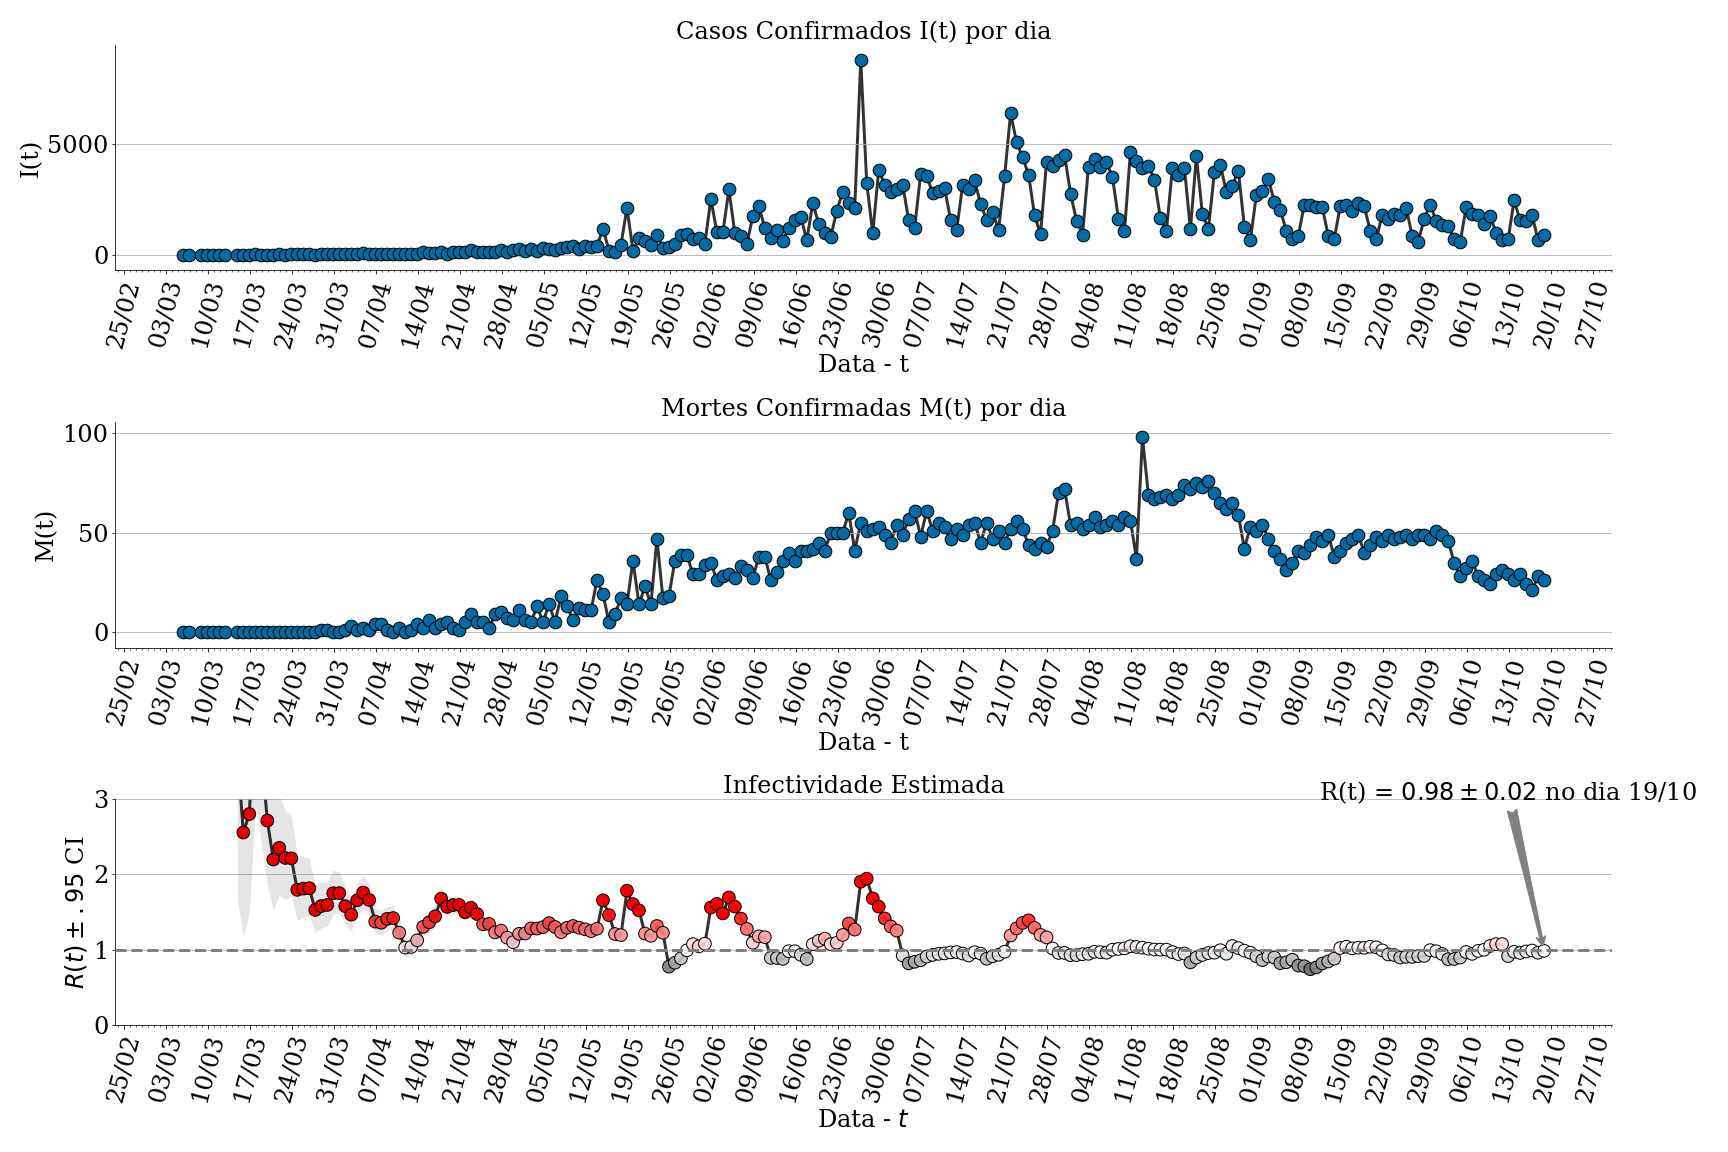 Casos Confirmados I(t) por dia
I(t)
5000
0
25/02 03/03 10/03 17/03 24/03 31/03 07/04 14/04 21/04 28/04 05/05 12/05 19/05 26/05 02/06 09/06 16/06 23/06 30/06 07/07 14/07 21/07 28/07 04/08 11/08 18/08 25/08 01/09 08/09 15/09 22/09 29/09 06/10 13/10 20/10 27/10
Data - t
Mortes Confirmadas M(t) por dia
M(t)
100
50
0
25/02 03/03 10/03 17/03 24/03 31/03 07/04 14/04 21/04 28/04 05/05 12/05 19/05 26/05 02/06 09/06 16/06 23/06 30/06 07/07 14/07 21/07 28/07 04/08 11/08 18/08 25/08 01/09 08/09 15/09 22/09 29/09 06/10 13/10 20/10 27/10
Data - t
Infectividade Estimada
R(t) = 0.98 ± 0.02 no dia 19/10
R(t) ± .95 CI
3
2
1
0
25/02 03/03 10/03 17/03 24/03 31/03 07/04 14/04 21/04 28/04 05/05 12/05 19/05 26/05 02/06 09/06 16/06 23/06 30/06 07/07 14/07 21/07 28/07 04/08 11/08 18/08 25/08 01/09 08/09 15/09 22/09 29/09 06/10 13/10 20/10 27/10
Data - t